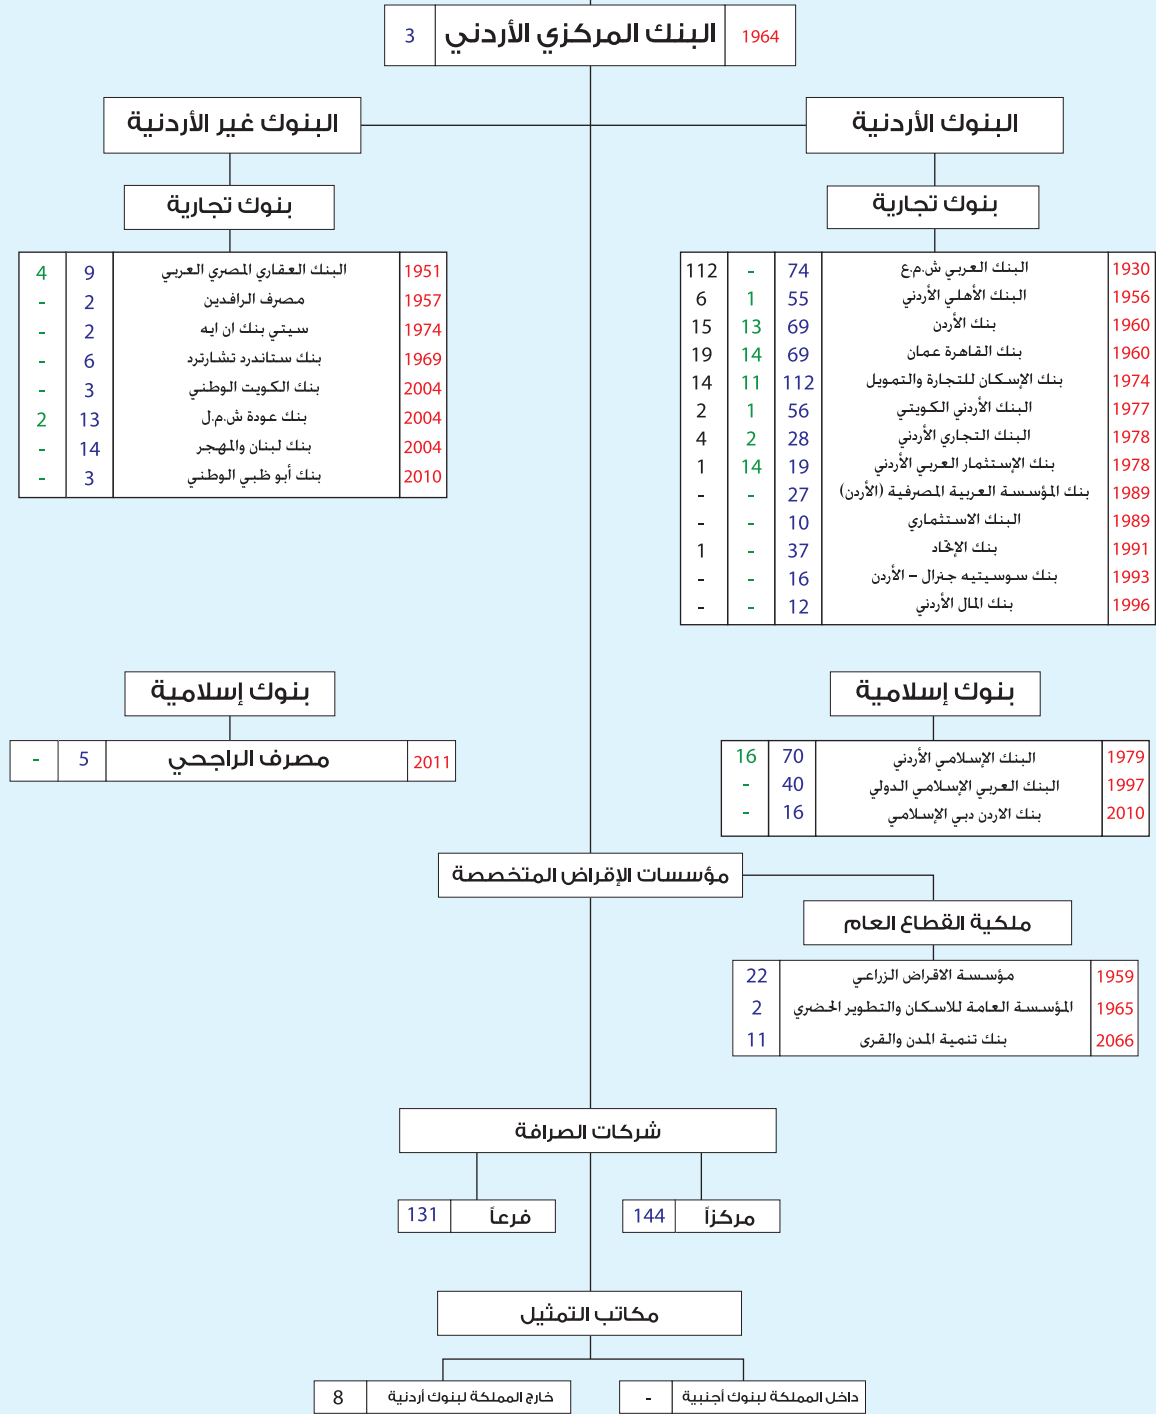 1964 البنك المركزي الأردني 3
البنوك الأردنية
البنوك غير الأردنية
بنوك تجارية
1930 البنك العربي ش.م.ع 74 - 112
1956 البنك الأهلي الأردني 55 1 6
1960 بنك الأردن 69 13 15
1960 بنك القاهرة عمان 69 14 19
1974 بنك الإسكان للتجارة والتمويل 112 11 14
1977 البنك الأردني الكويتي 56 1 2
1978 البنك التجاري الأردني 28 2 4
1978 بنك الإستثمار العربي الأردني 19 14 1
1989 بنك المؤسسة العربية المصرفية (الأردن) 27 - -
1989 البنك الاستثماري 10 - -
1991 بنك الإتحاد 37 - 1
1993 بنك سوسيتيه جنرال – الأردن 16 - -
1996 بنك المال الأردني 12 - -
بنوك تجارية
1951 البنك العقاري المصري العربي 9 4
1957 مصرف الرافدين 2 -
1974 سيتي بنك ان ايه 2 -
1969 بنك ستاندرد تشارترد 6 -
2004 بنك الكويت الوطني 3 -
2004 بنك عودة ش.م.ل 13 2
2004 بنك لبنان والمهجر 14 -
2010 بنك أبو ظبي الوطني 3 -
بنوك إسلامية
1979 البنك الإسلامي الأردني 70 16
1997 البنك العربي الإسلامي الدولي 40 -
2010 بنك الاردن دبي الإسلامي 16 -
بنوك إسلامية
2011 مصرف الراجحي 5 -
مؤسسات الإقراض المتخصصة
ملكية القطاع العام
1959 مؤسسة الاقراض الزراعي 22
1965 المؤسسة العامة للاسكان والتطوير الحضري 2
2066 بنك تنمية المدن والقرى 11
شركات الصرافة
مركزاً 144
فرعاً 131
مكاتب التمثيل
داخل المملكة لبنوك أجنبية -
خارج المملكة لبنوك أردنية 8